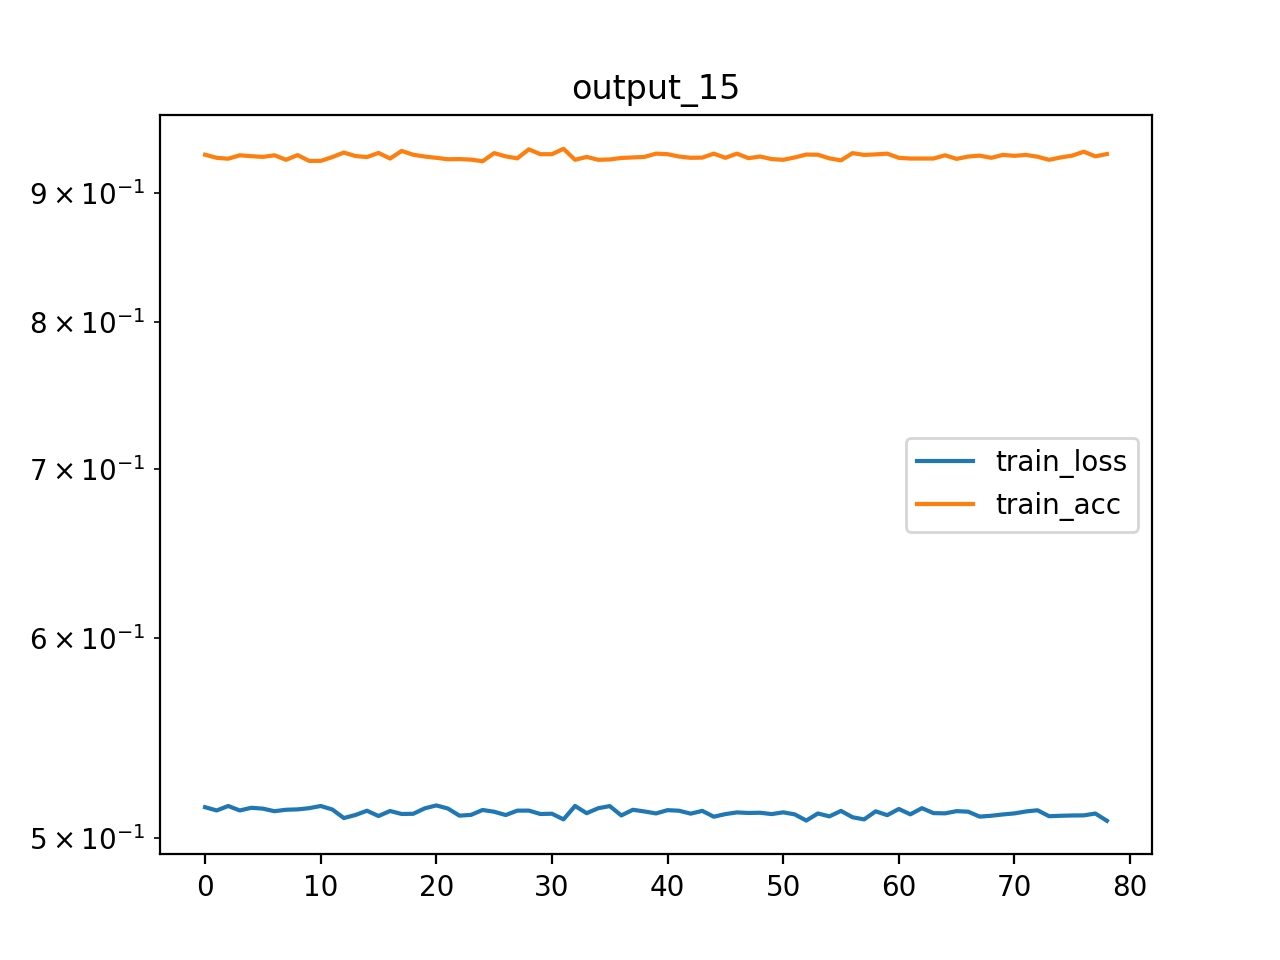 output_15
9 × 10⁻¹
8 × 10⁻¹
7 × 10⁻¹
6 × 10⁻¹
5 × 10⁻¹
train_loss
train_acc
0 10 20 30 40 50 60 70 80